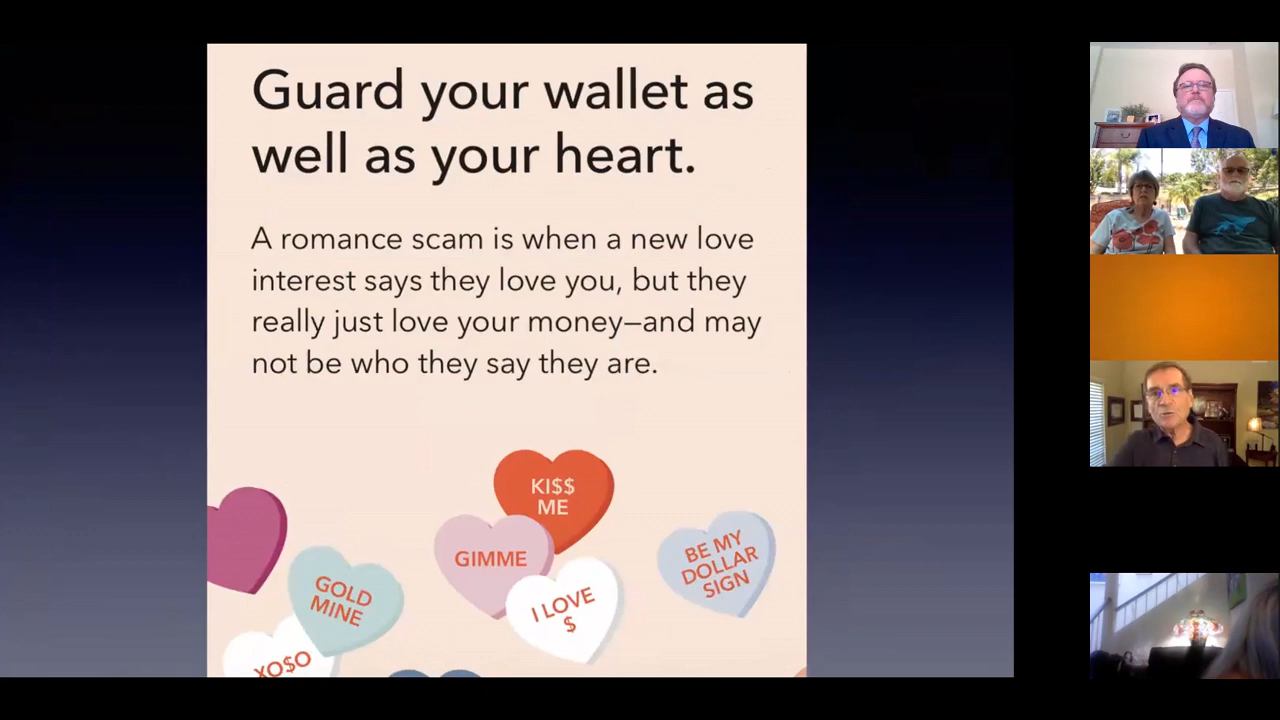 Guard your wallet as
well as your heart.
A romance scam is when a new love
interest says they love you, but they
really just love your money—and may
not be who they say they are.
KI$$
ME
GIMME
I LOVE
$
BE MY
DOLLAR
SIGN
GOLD
MINE
XO$O